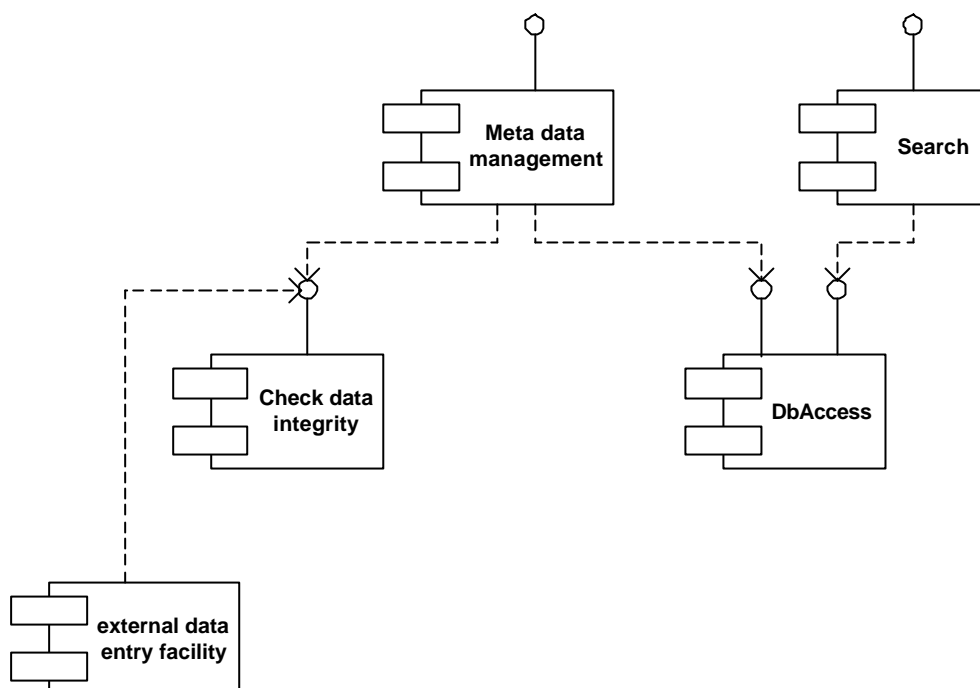 Meta data
management
Search
Check data
integrity
DbAccess
external data
entry facility